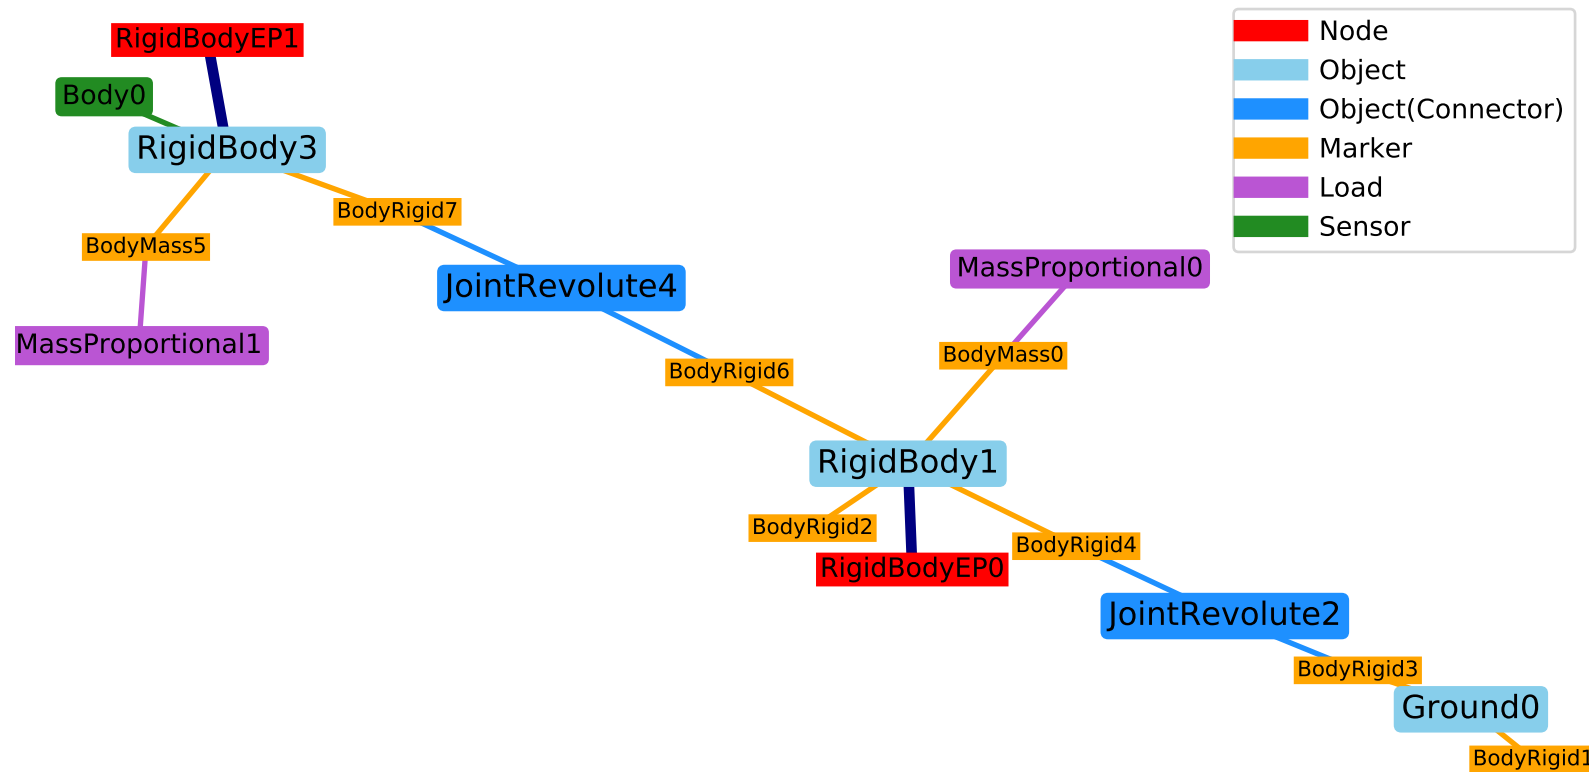 RigidBodyEP1
Body0
RigidBody3
BodyRigid7
BodyMass5
MassProportional1
JointRevolute4
BodyRigid6
MassProportional0
BodyMass0
RigidBody1
BodyRigid2
RigidBodyEP0
BodyRigid4
JointRevolute2
BodyRigid3
Ground0
BodyRigid1
Node
Object
Object(Connector)
Marker
Load
Sensor